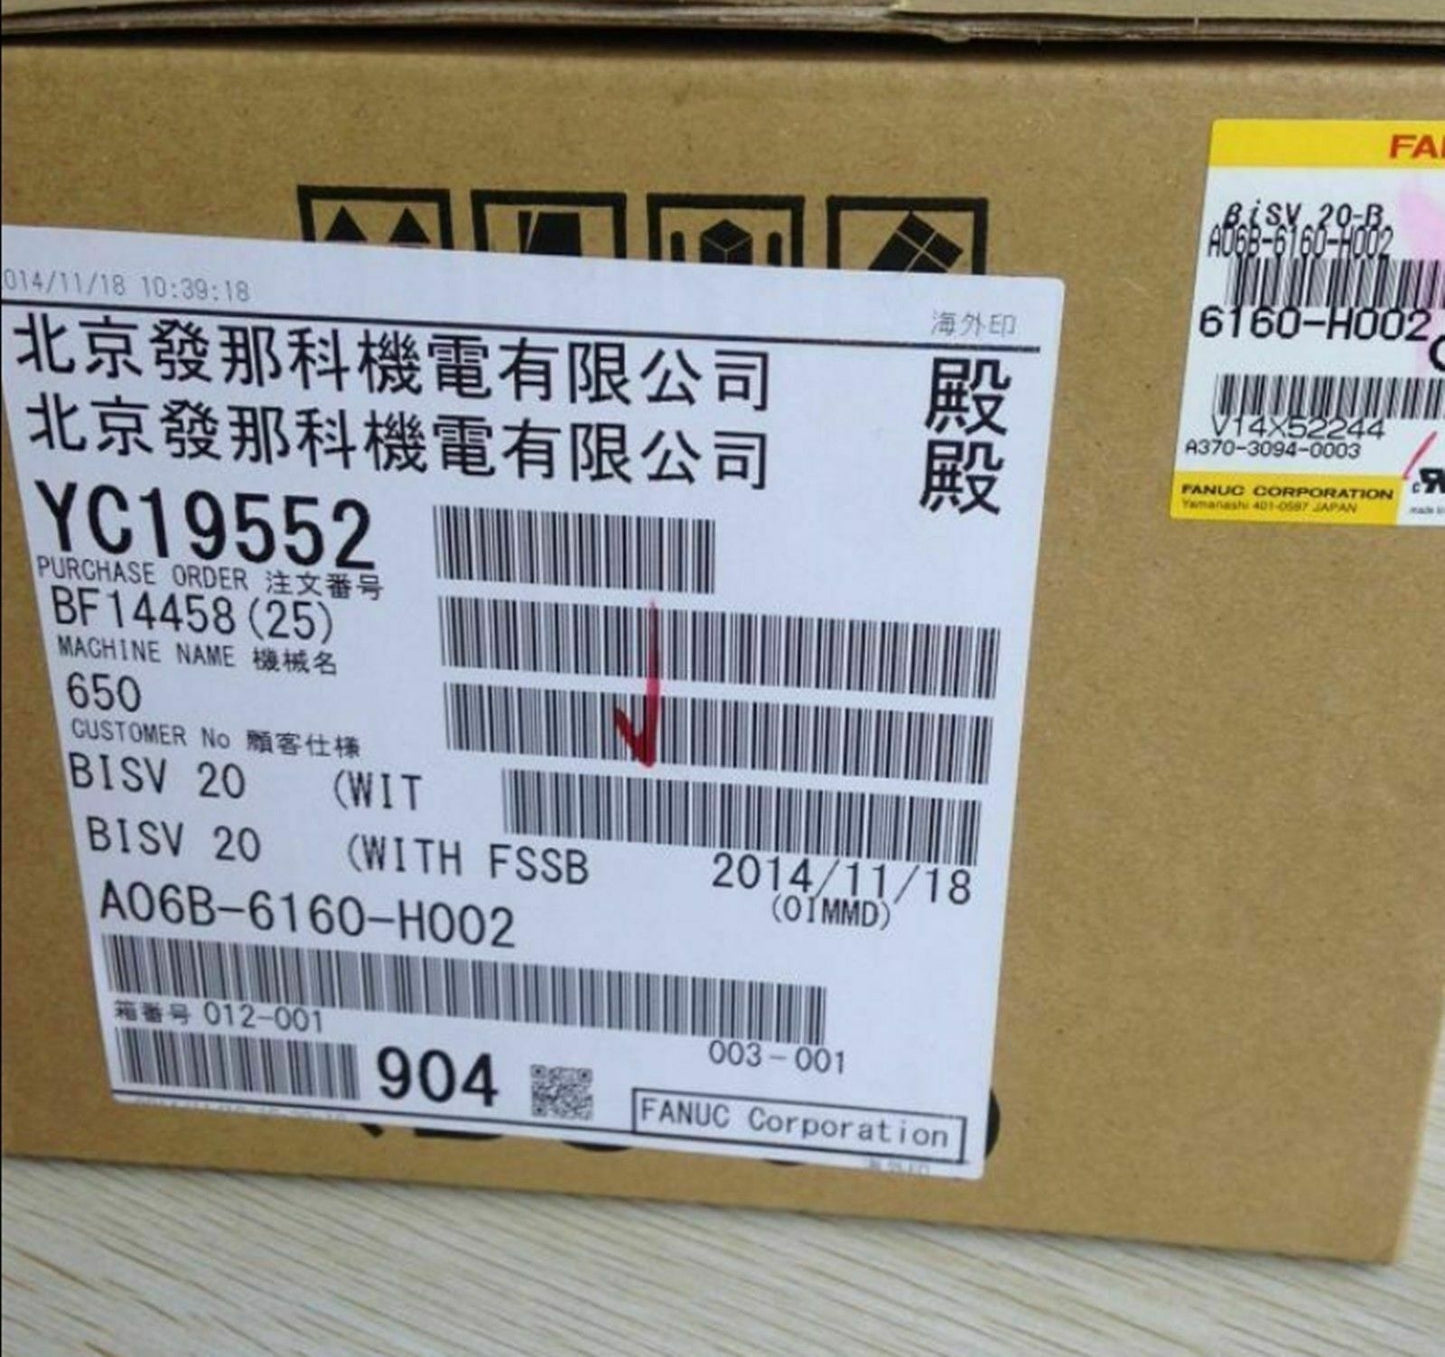 014/11/18 10:39:18
海外印
北京發那科機電有限公司 殿
北京發那科機電有限公司 殿
YC19552
PURCHASE ORDER 注文番号
BF14458(25)
MACHINE NAME 機械名
650
CUSTOMER No 顧客仕様
BISV 20 (WIT
BISV 20 (WITH FSSB
2014/11/18
(OIMMD)
A06B-6160-H002
箱番号 012-001
003-001
904
FANUC Corporation
海外印
FA
βiSV 20-B
A06B-6160-H002
6160-H002
V14X52244
A370-3094-0003
FANUC CORPORATION
Yamanashi 401-0597 JAPAN
made in